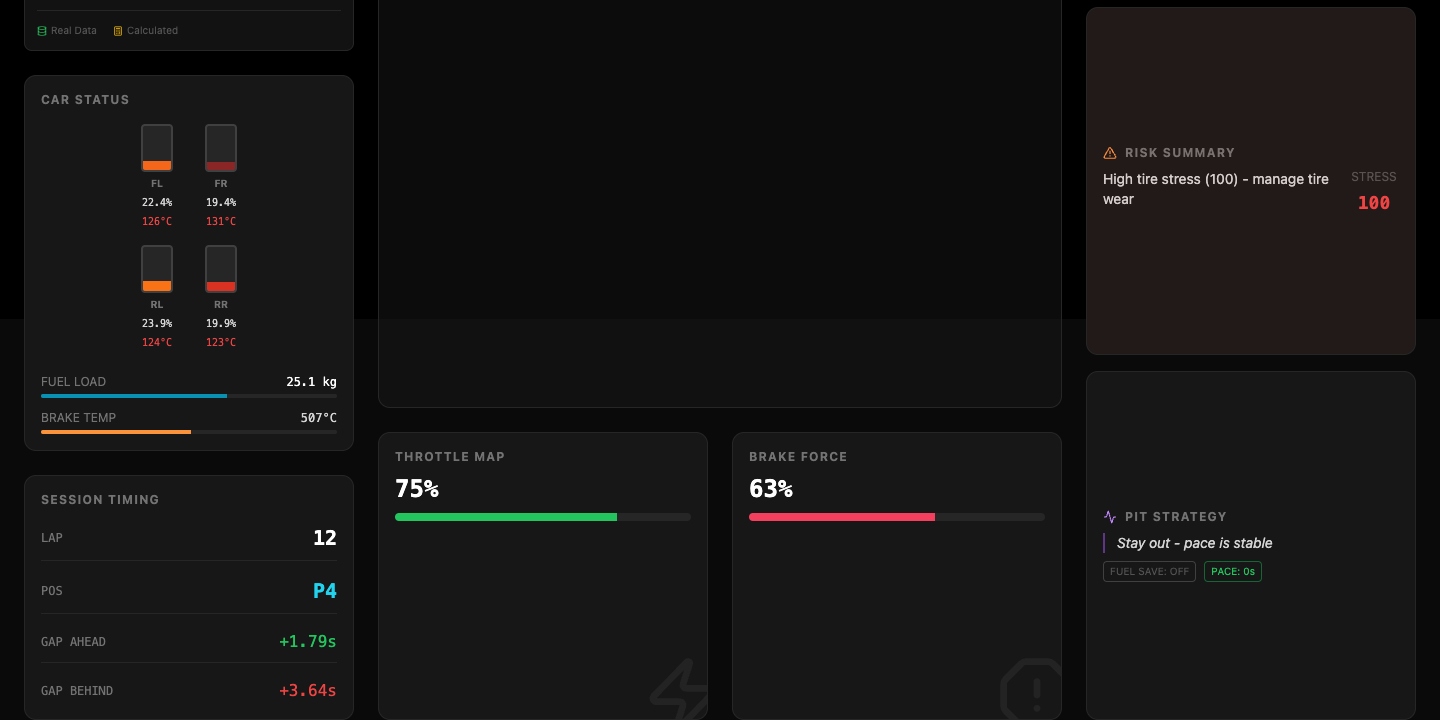 Real Data Calculated
CAR STATUS
FL FR
22.4% 19.4%
126°C 131°C
RL RR
23.9% 19.9%
124°C 123°C
FUEL LOAD 25.1 kg
BRAKE TEMP 507°C
SESSION TIMING
LAP 12
POS P4
GAP AHEAD +1.79s
GAP BEHIND +3.64s
THROTTLE MAP
75%
BRAKE FORCE
63%
RISK SUMMARY
High tire stress (100) - manage tire
wear
STRESS
100
PIT STRATEGY
Stay out - pace is stable
FUEL SAVE: OFF PACE: 0s